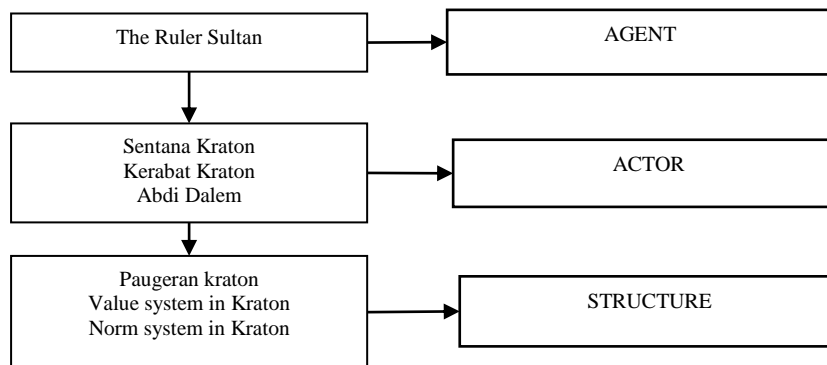 The Ruler Sultan
AGENT
Sentana Kraton
Kerabat Kraton
Abdi Dalem
ACTOR
Paugeran kraton
Value system in Kraton
Norm system in Kraton
STRUCTURE